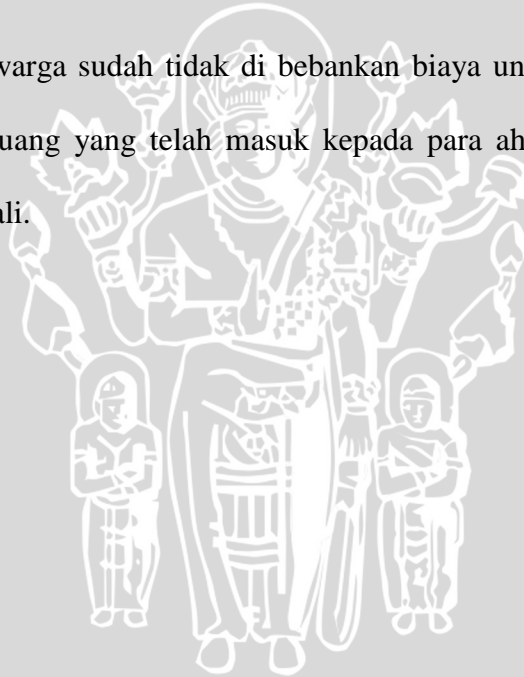 warga sudah tidak di bebankan biaya un
uang yang telah masuk kepada para ah
ali.